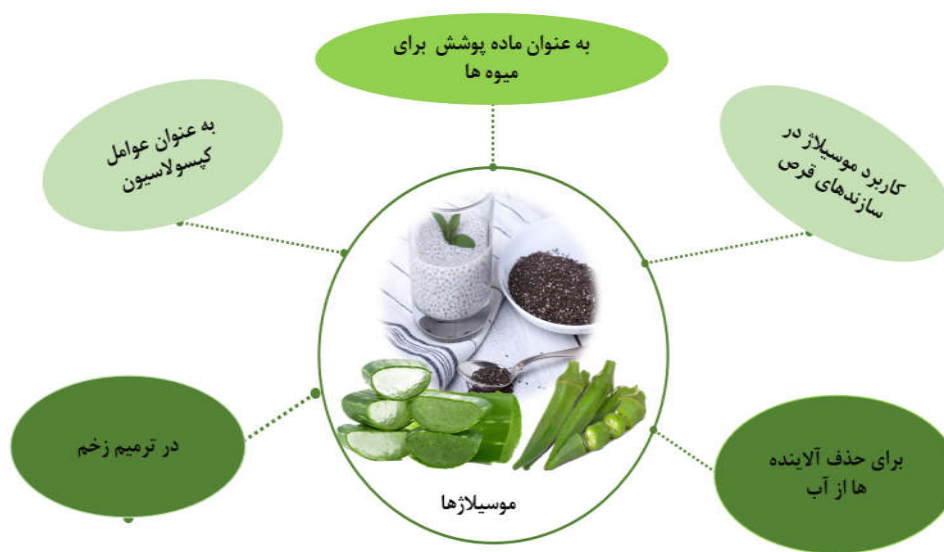 به عنوان ماده پوشش برای
میوه ها
کاربرد موسیلاژ در
سازندهای قرص
به عنوان عوامل
کپسولاسیون
برای حذف آلاینده
ها از آب
در ترمیم زخم
موسیلاژها